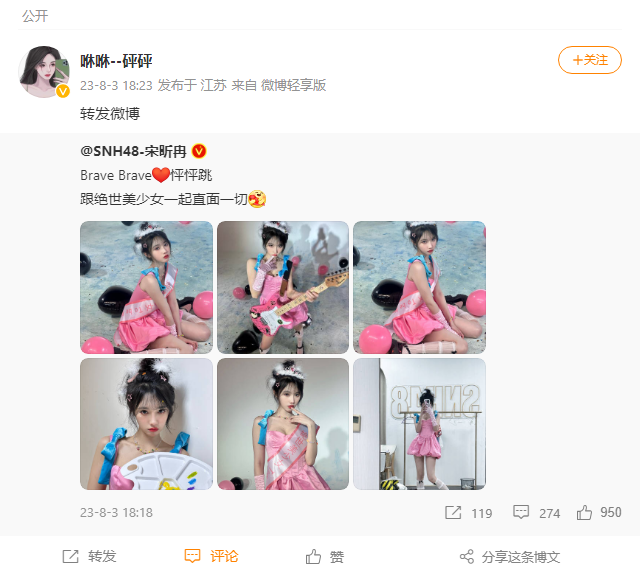 公开
咻咻--砰砰
+关注
23-8-3 18:23 发布于 江苏 来自 微博轻享版
转发微博
@SNH48-宋昕冉
Brave Brave❤️怦怦跳
跟绝世美少女一起直面一切
SNH48
23-8-3 18:18
119
274
950
转发
评论
赞
分享这条博文